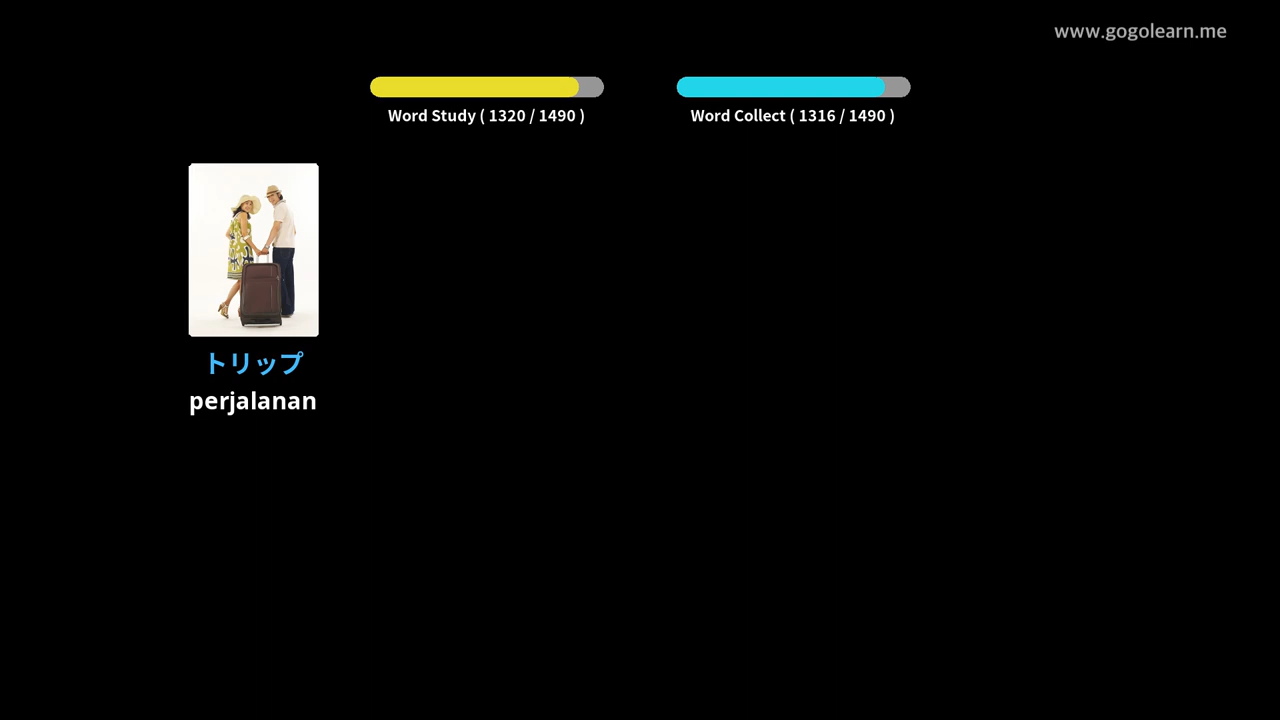 www.gogolearn.me
Word Study ( 1320 / 1490 )
Word Collect ( 1316 / 1490 )
トリップ
perjalanan